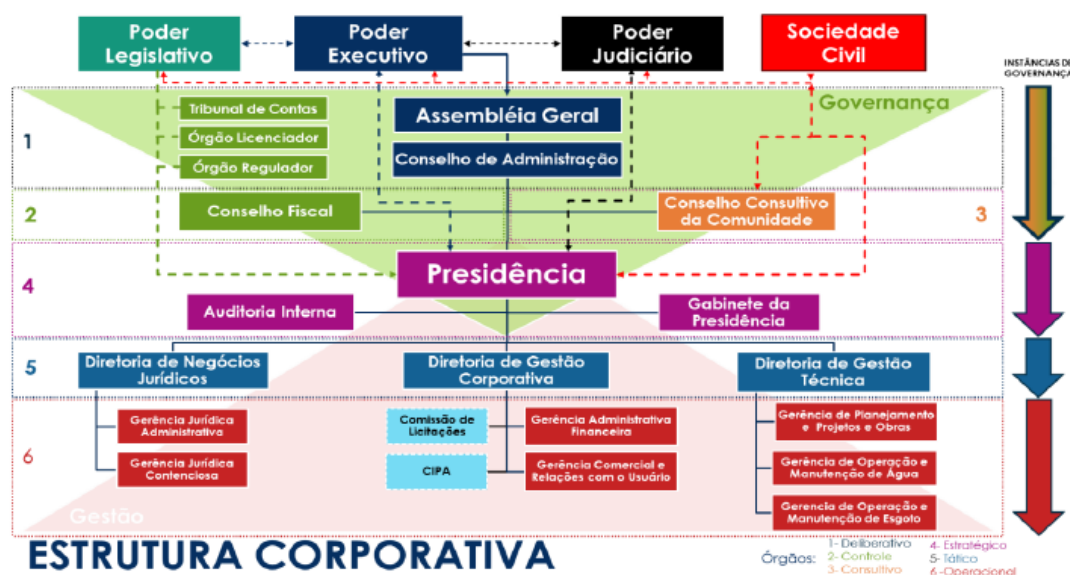 Poder
Legislativo
Poder
Executivo
Poder
Judiciário
Sociedade
Civil
INSTÂNCIAS DE
GOVERNANÇA
Governança
Tribunal de Contas
Assembléia Geral
1
Órgão Licenciador
Conselho de Administração
Órgão Regulador
2
Conselho Fiscal
Conselho Consultivo
da Comunidade
3
4
Presidência
Auditoria Interna
Gabinete da
Presidência
5
Diretoria de Negócios
Jurídicos
Diretoria de Gestão
Corporativa
Diretoria de Gestão
Técnica
6
Gerência Jurídica
Administrativa
Comissão de
Licitações
Gerência Administrativa
Financeira
Gerência de Planejamento
e Projetos e Obras
Gerência Jurídica
Contenciosa
CIPA
Gerência Comercial e
Relações com o Usuário
Gerência de Operação e
Manutenção de Água
Gerencia de Operação e
Manutenção de Esgoto
Gestão
ESTRUTURA CORPORATIVA
Órgãos:
1- Deliberativo
2- Controle
3- Consultivo
4- Estratégico
5- Tático
6- Operacional